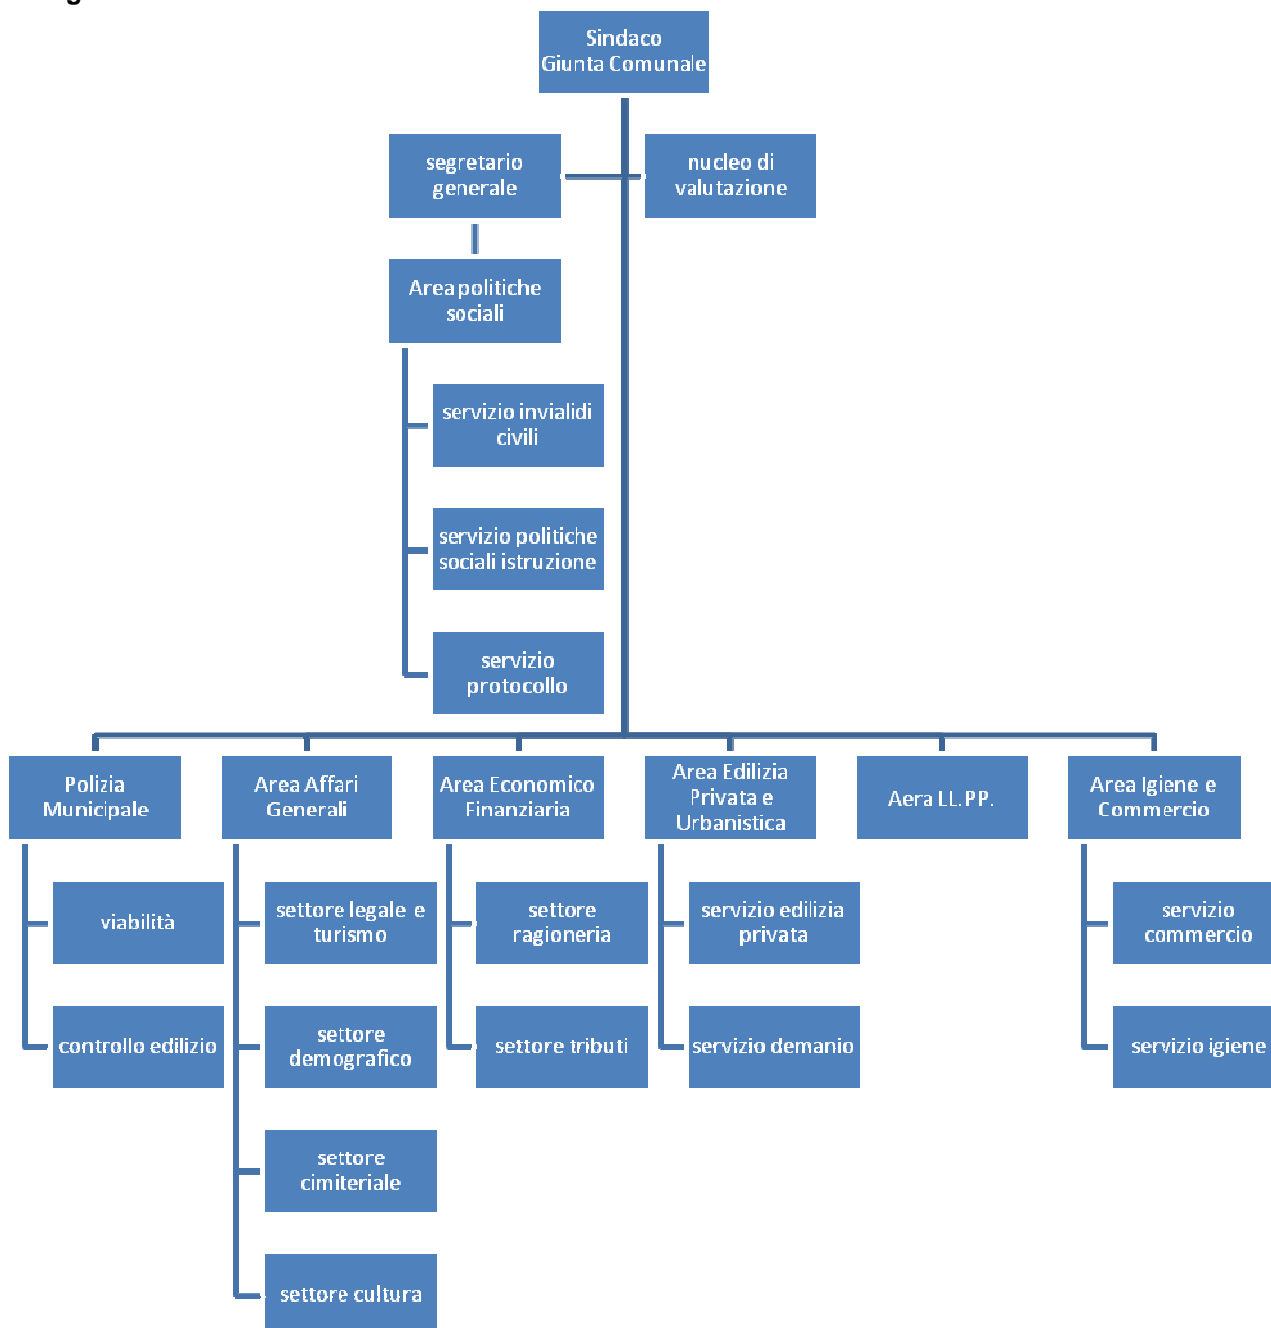 Sindaco
Giunta Comunale
segretario
generale
nucleo di
valutazione
Area politiche
sociali
servizio invialidi
civili
servizio politiche
sociali istruzione
servizio
protocollo
Polizia
Municipale
Area Affari
Generali
Area Economico
Finanziaria
Area Edilizia
Privata e
Urbanistica
Aera LL.PP.
Area Igiene e
Commercio
viabilità
controllo edilizio
settore legale e
turismo
settore
demografico
settore
cimiteriale
settore cultura
settore
ragioneria
settore tributi
servizio edilizia
privata
servizio demanio
servizio
commercio
servizio igiene